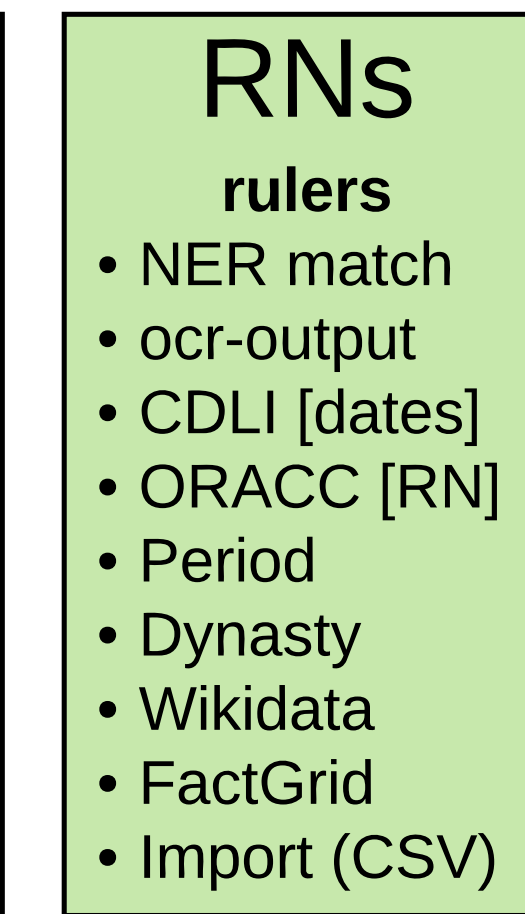 RNs
rulers
• NER match
• ocr-output
• CDLI [dates]
• ORACC [RN]
• Period
• Dynasty
• Wikidata
• FactGrid
• Import (CSV)